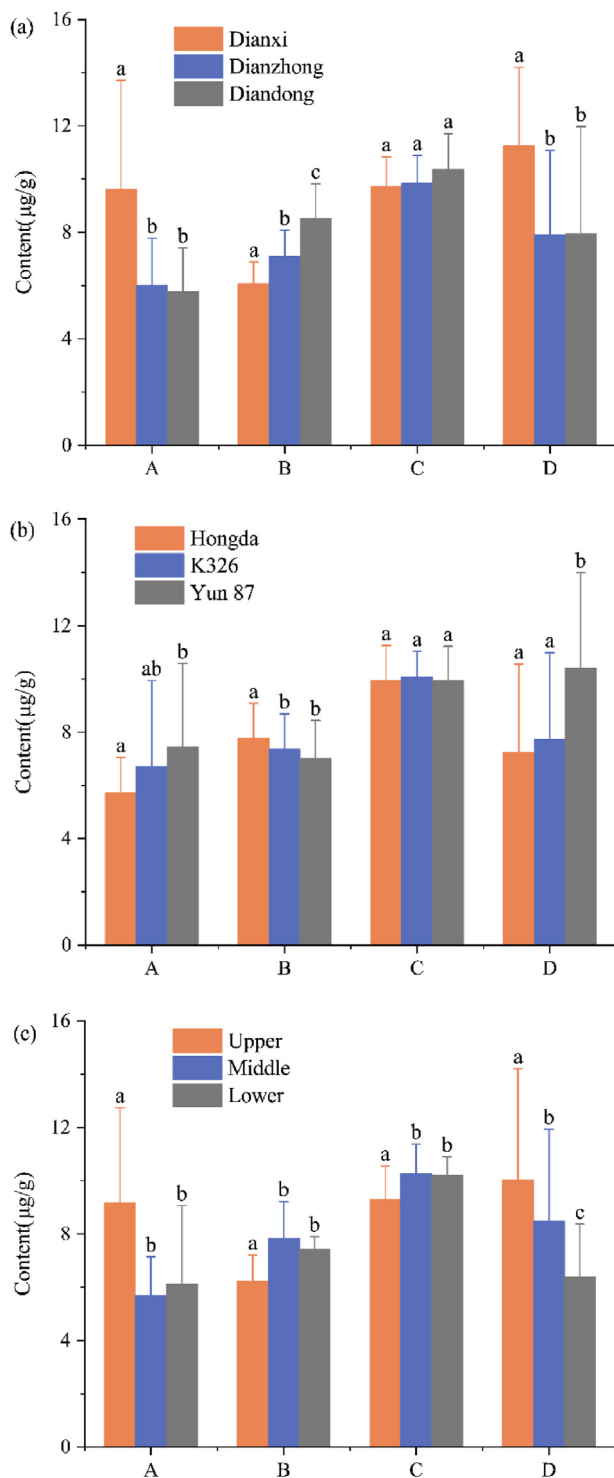 (a)
16
Dianxi
Dianzhong
Diandong
a
b
b
a
b
c
a
a
a
a
b
b
12
8
4
0
Content(μg/g)
A
B
C
D
(b)
16
Hongda
K326
Yun 87
a
ab
b
a
b
b
a
a
a
a
a
b
12
8
4
0
Content(μg/g)
A
B
C
D
(c)
16
Upper
Middle
Lower
a
b
b
a
b
b
a
b
b
a
b
c
12
8
4
0
Content(μg/g)
A
B
C
D